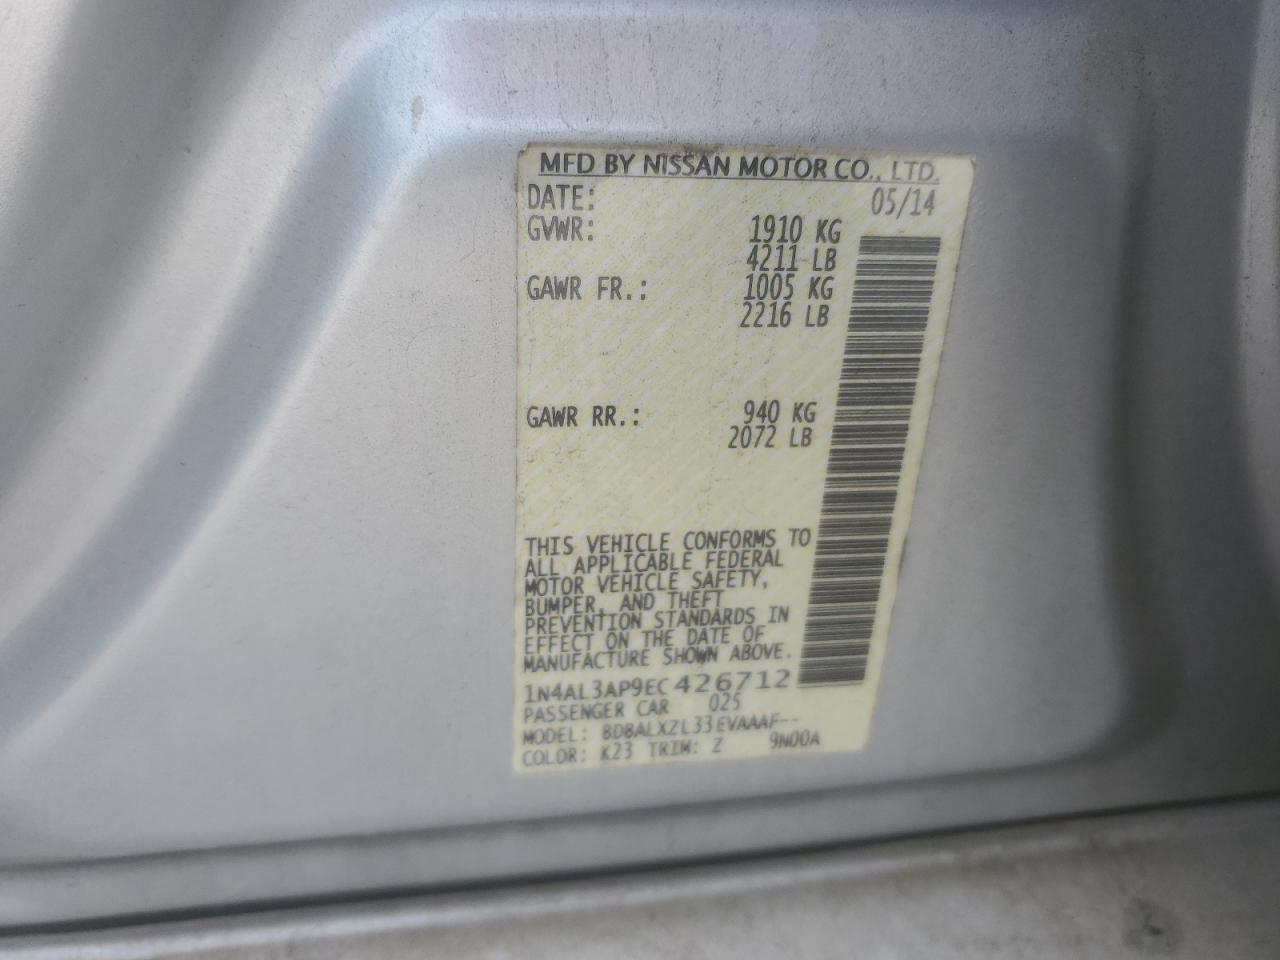 MFD BY NISSAN MOTOR CO., LTD.
DATE: 05/14
GVWR: 1910 KG
4211 LB
GAWR FR.: 1005 KG
2216 LB
GAWR RR.: 940 KG
2072 LB
THIS VEHICLE CONFORMS TO
ALL APPLICABLE FEDERAL
MOTOR VEHICLE SAFETY,
BUMPER, AND THEFT
PREVENTION STANDARDS IN
EFFECT ON THE DATE OF
MANUFACTURE SHOWN ABOVE.
1N4AL3AP9EC426712
PASSENGER CAR 025
MODEL: BDBALXZL33EVAAAF--
COLOR: K23 TRIM: Z 9N00A